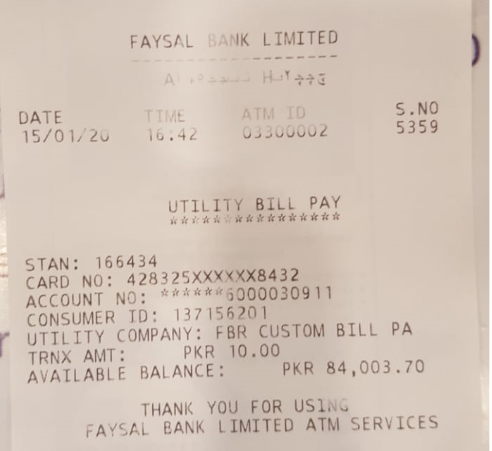 FAYSAL BANK LIMITED
--------------------
DATE TIME ATM ID S.NO
15/01/20 16:42 03300002 5359
UTILITY BILL PAY
*****************
STAN: 166434
CARD NO: 428325XXXXXX8432
ACCOUNT NO: ******6000030911
CONSUMER ID: 137156201
UTILITY COMPANY: FBR CUSTOM BILL PA
TRNX AMT: PKR 10.00
AVAILABLE BALANCE: PKR 84,003.70
THANK YOU FOR USING
FAYSAL BANK LIMITED ATM SERVICES